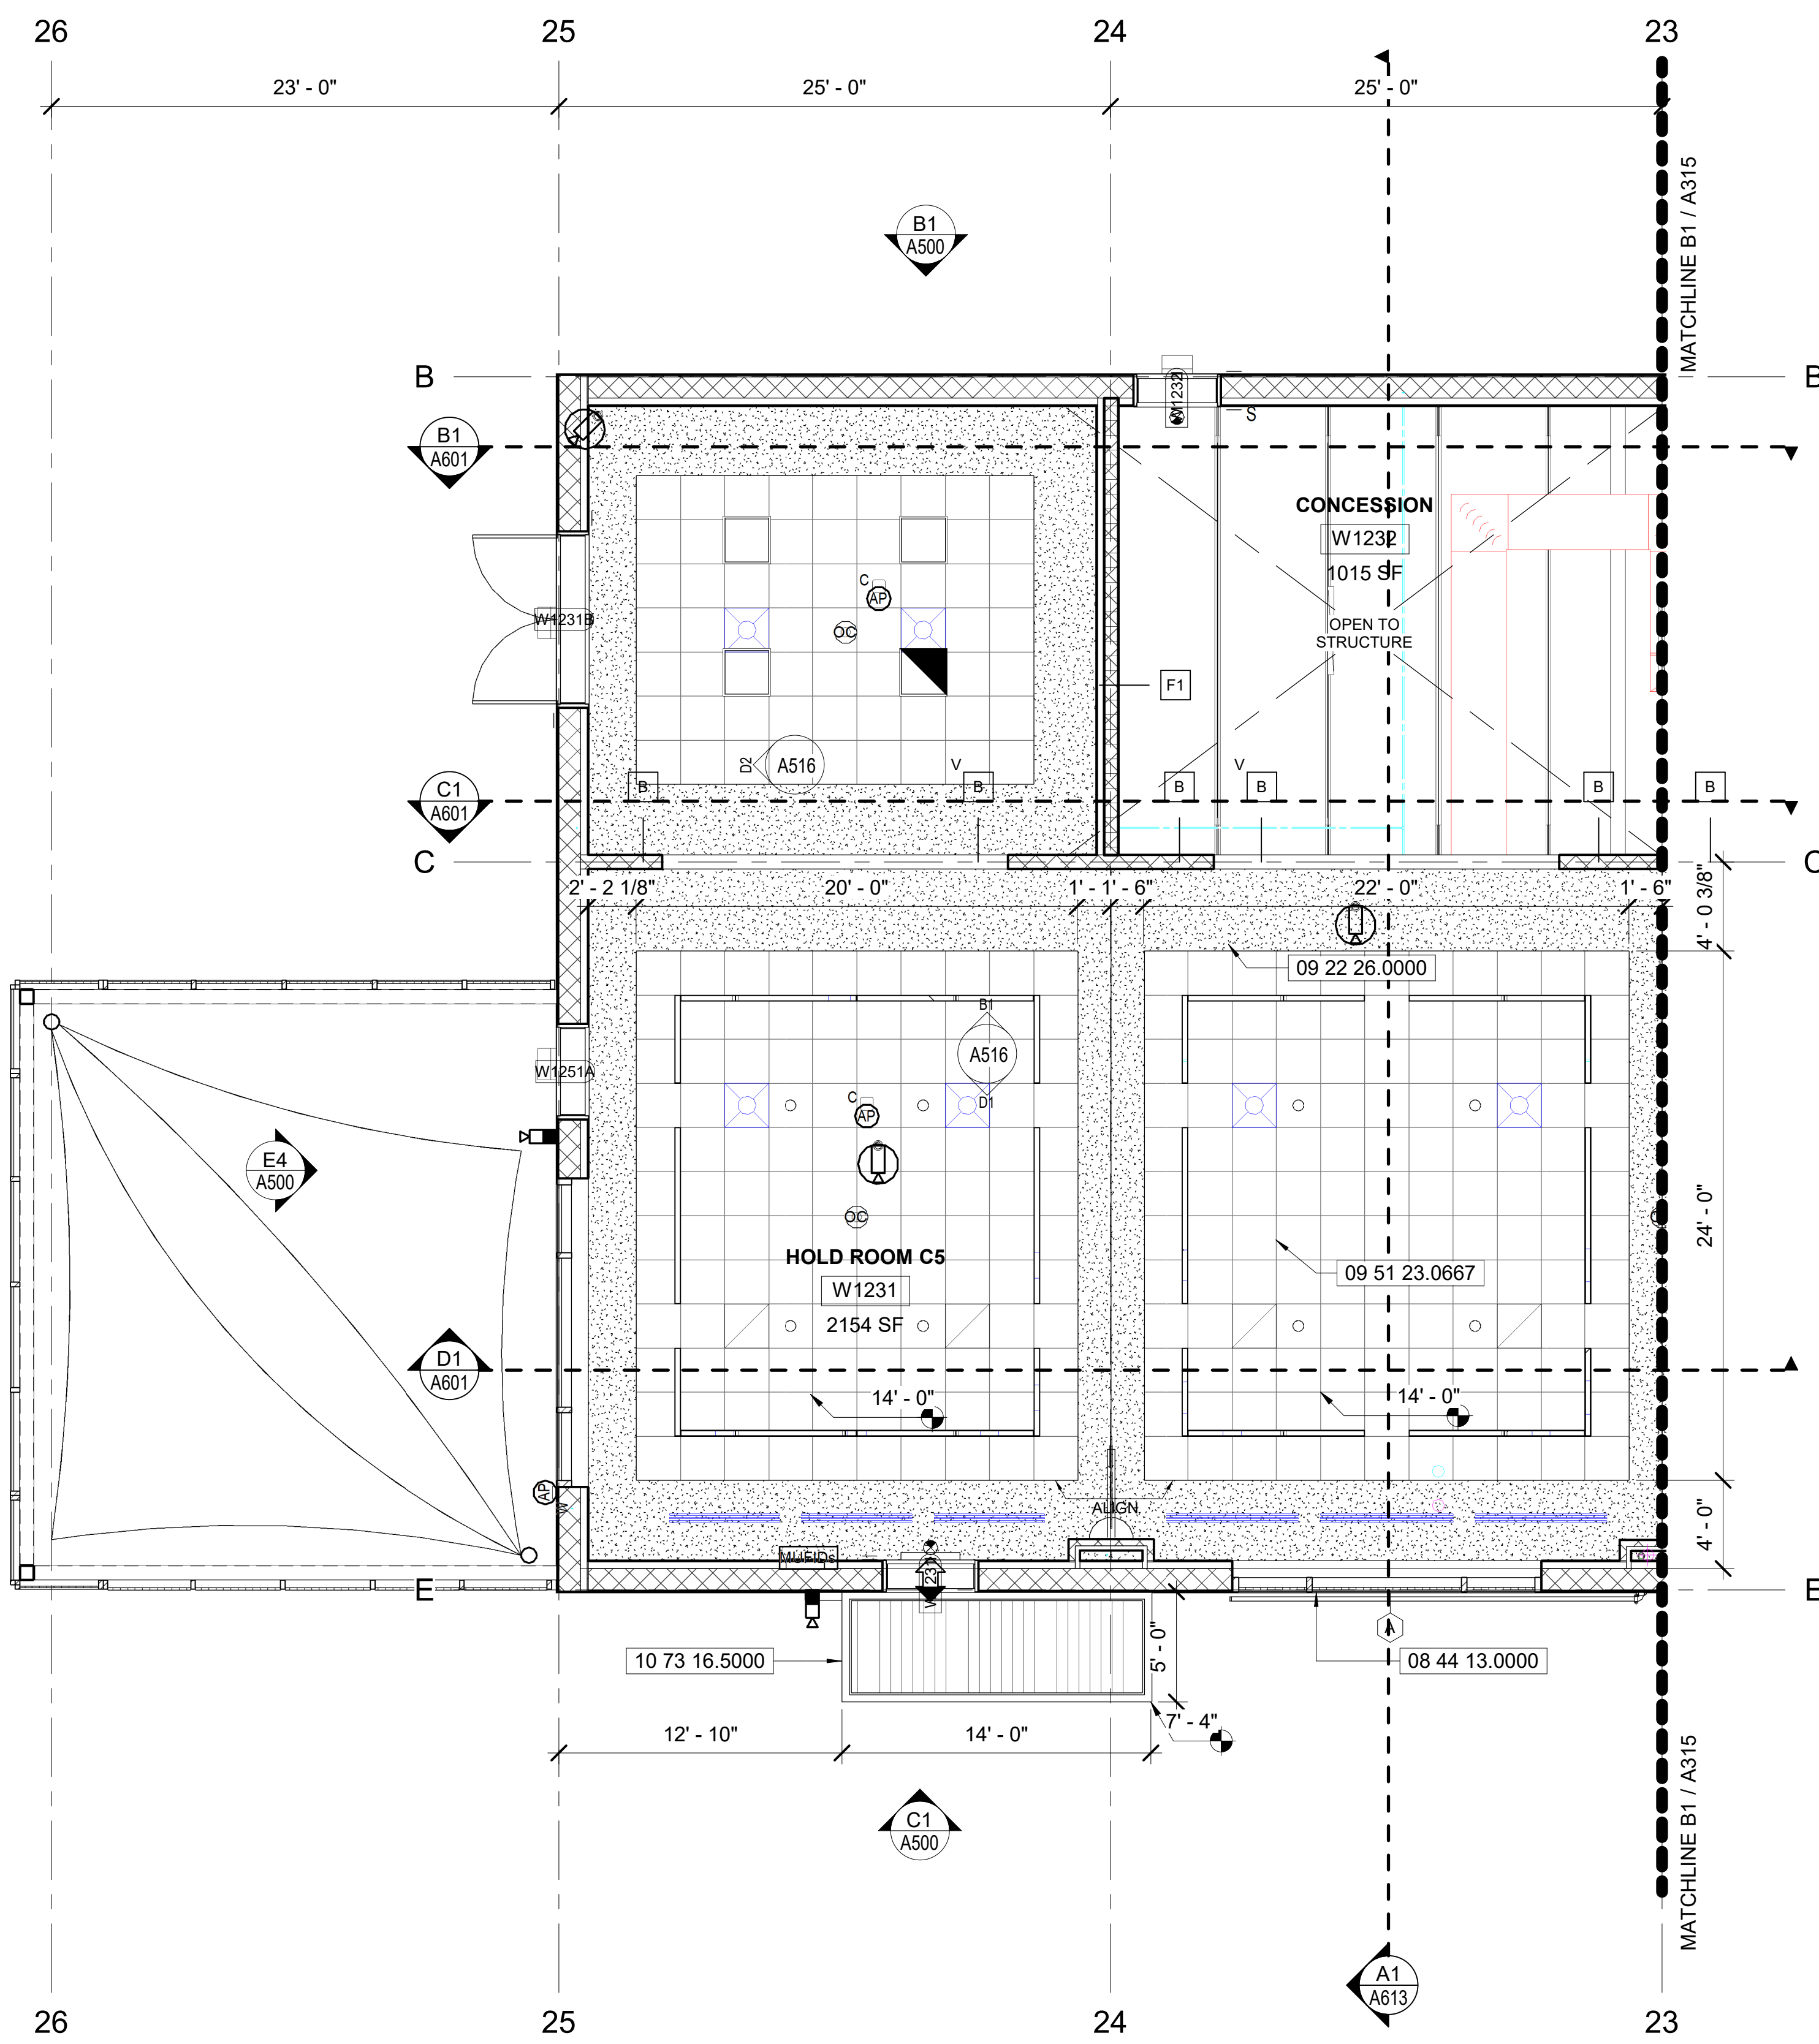 26
25
24
23
23' - 0"
25' - 0"
25' - 0"
MATCHLINE B1 / A315
B1
A500
B
B
W1232
S
B1
A601
CONCESSION
W1232
1015 SF
OPEN TO
STRUCTURE
C
AP
OC
W1231B
F1
D2
A516
V
V
B
B
B
B
B
B
C1
A601
C
C
2' - 2 1/8"
20' - 0"
1' - 1' - 6"
22' - 0"
1' - 6"
4' - 0 3/8"
09 22 26.0000
B1
A516
D1
W1251A
C
AP
E4
A500
OC
24' - 0"
HOLD ROOM C5
W1231
2154 SF
09 51 23.0667
D1
A601
14' - 0"
14' - 0"
AP
W
ALIGN
4' - 0"
MUFIDs
E
E
W1231
A
10 73 16.5000
5' - 0"
08 44 13.0000
7' - 4"
12' - 10"
14' - 0"
MATCHLINE B1 / A315
C1
A500
A1
A613
26
25
24
23